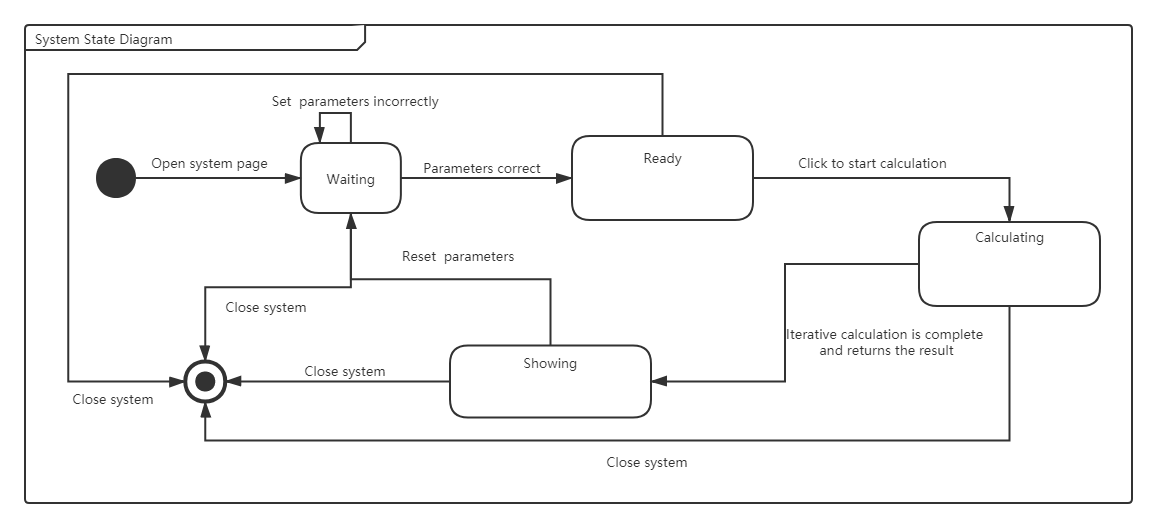 System State Diagram
Set  parameters incorrectly
Open system page
Waiting
Parameters correct
Ready
Click to start calculation
Calculating
Reset  parameters
Close system
Iterative calculation is complete
and returns the result
Showing
Close system
Close system
Close system